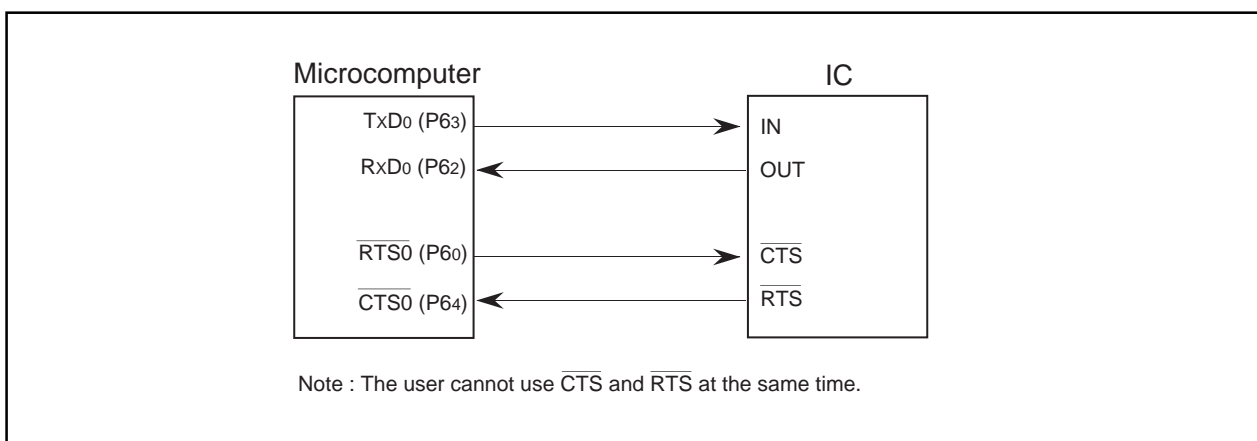 Microcomputer
IC
TxD0 (P63)
IN
RxD0 (P62)
OUT
RTS0 (P60)
CTS
CTS0 (P64)
RTS
Note : The user cannot use CTS and RTS at the same time.